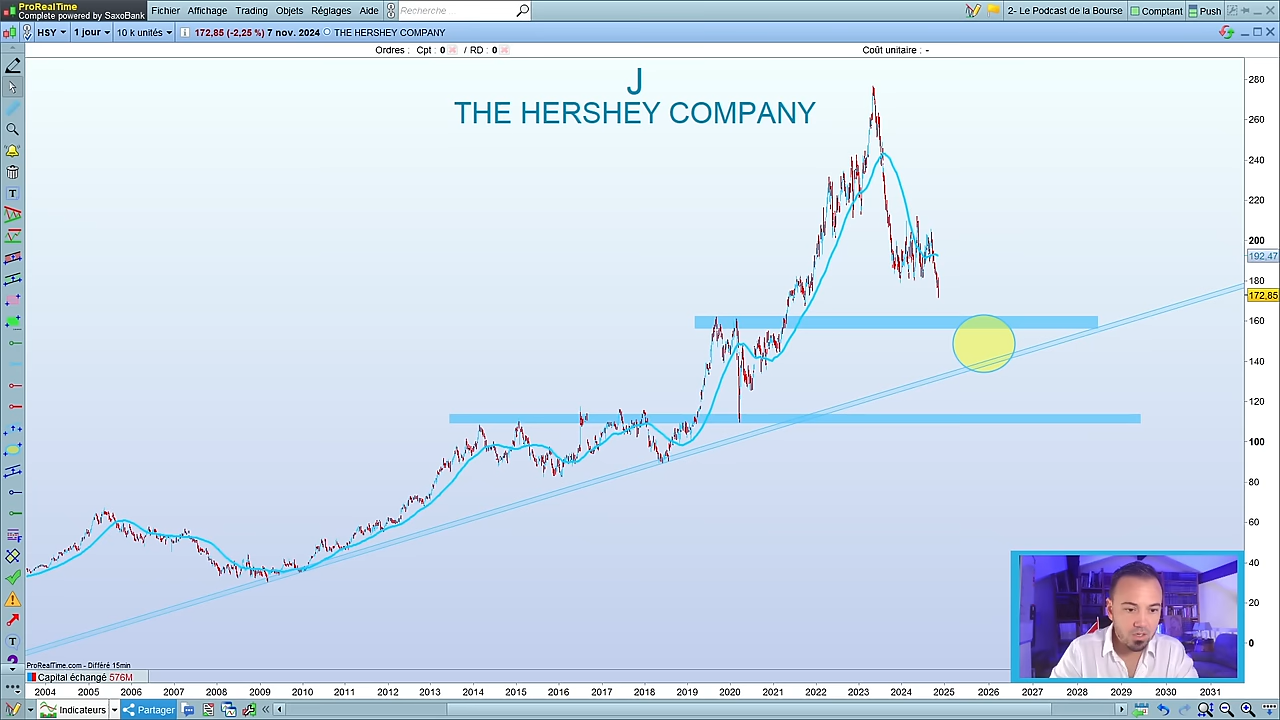 ProRealTime
Complete powered by SaxoBank
Fichier Affichage Trading Objets Réglages Aide Recherche... 2- Le Podcast de la Bourse Comptant Push
HSY 1 jour 10 k unités 172,85 (-2,25 %) 7 nov. 2024 THE HERSHEY COMPANY
Ordres : Cpt : 0 / RD : 0 Coût unitaire : -
J
THE HERSHEY COMPANY
280
260
240
220
200
192,47
180
172,85
160
140
120
100
80
60
40
20
0
ProRealTime.com - Différé 15min
Capital échangé 576M
2004 2005 2006 2007 2008 2009 2010 2011 2012 2013 2014 2015 2016 2017 2018 2019 2020 2021 2022 2023 2024 2025 2026 2027 2028 2029 2030 2031
Indicateurs Partager